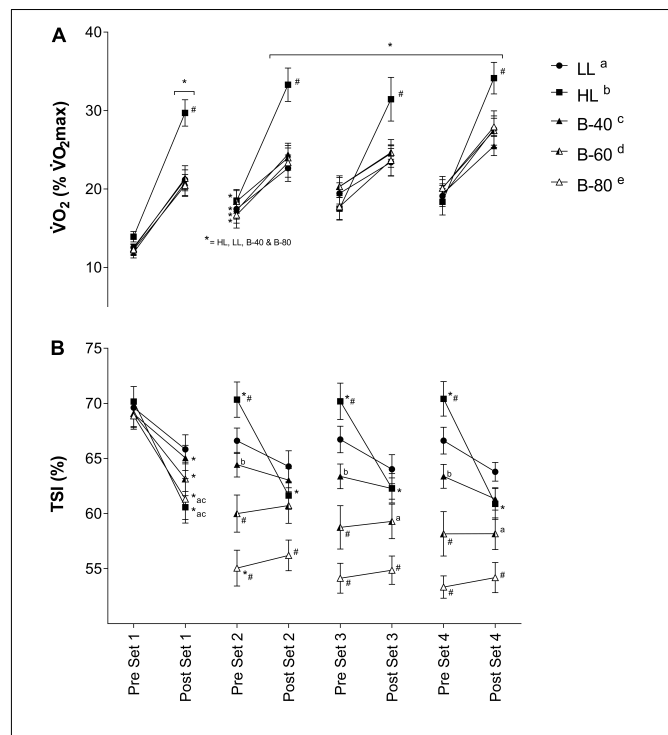 A
40
30
20
10
V̇O₂ (% V̇O₂max)
*
#
*
#
#
#
*
*
*
*
*= HL, LL, B-40 & B-80
LL a
HL b
B-40 c
B-60 d
B-80 e
B
75
70
65
60
55
TSI (%)
*
*
* ac
* ac
*#
b
#
*#
#
*#
b
#
#
*
a
#
*#
b
#
#
*
a
#
Pre Set 1
Post Set 1
Pre Set 2
Post Set 2
Pre Set 3
Post Set 3
Pre Set 4
Post Set 4